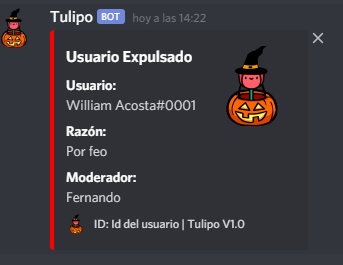 Tulipo BOT hoy a las 14:22
Usuario Expulsado
Usuario:
William Acosta#0001
Razón:
Por feo
Moderador:
Fernando
ID: Id del usuario | Tulipo V1.0